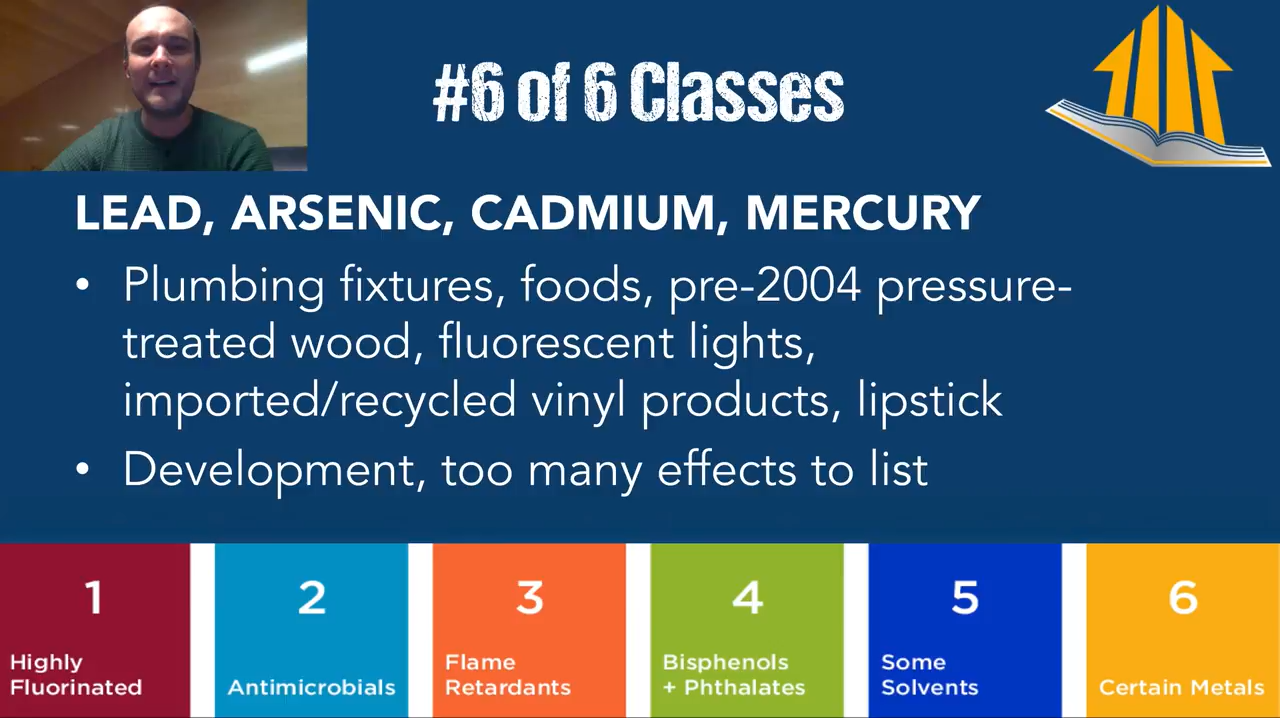 #6 of 6 Classes
LEAD, ARSENIC, CADMIUM, MERCURY
• Plumbing fixtures, foods, pre-2004 pressure-
treated wood, fluorescent lights,
imported/recycled vinyl products, lipstick
• Development, too many effects to list
1
Highly
Fluorinated
2
Antimicrobials
3
Flame
Retardants
4
Bisphenols
+ Phthalates
5
Some
Solvents
6
Certain Metals